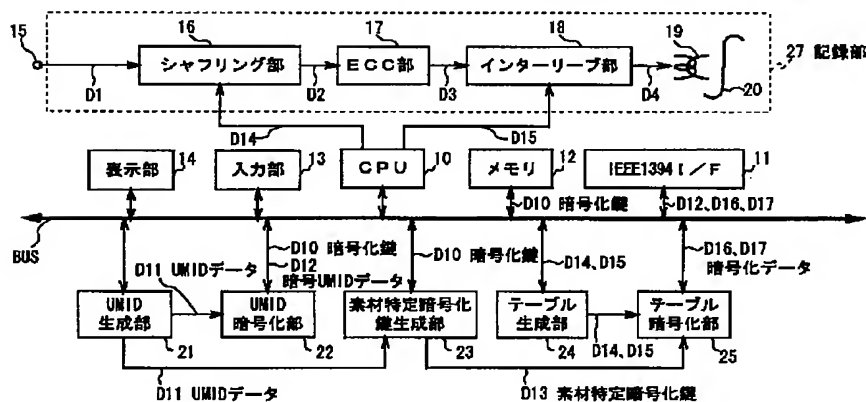 15
16
17
18
19
シャフリング部
ECC部
インターリーブ部
27 記録部
D1
D2
D3
D4
20
D14
D15
14
13
10
12
11
表示部
入力部
CPU
メモリ
IEEE1394 I/F
D10 暗号化鍵
D12、D16、D17
BUS
D11 UMIDデータ
D10 暗号化鍵
D12
暗号UMIDデータ
D10 暗号化鍵
D14、D15
D16、D17
暗号化データ
UMID
生成部
UMID
暗号化部
素材特定暗号化
鍵生成部
テーブル
生成部
テーブル
暗号化部
21
22
23
24
25
D14、D15
D11 UMIDデータ
D13 素材特定暗号化鍵